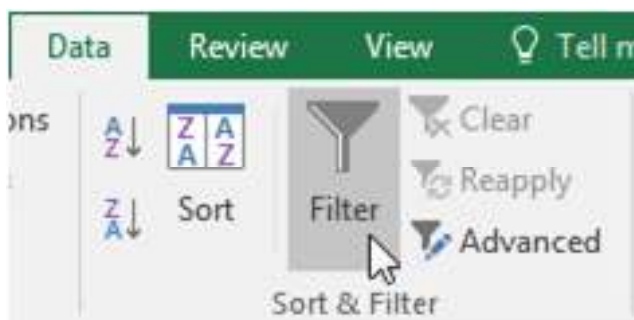 Data Review View Tell m
ons
A
Z
Z A
A Z
Sort
Z
A
Filter
Clear
Reapply
Advanced
Sort & Filter